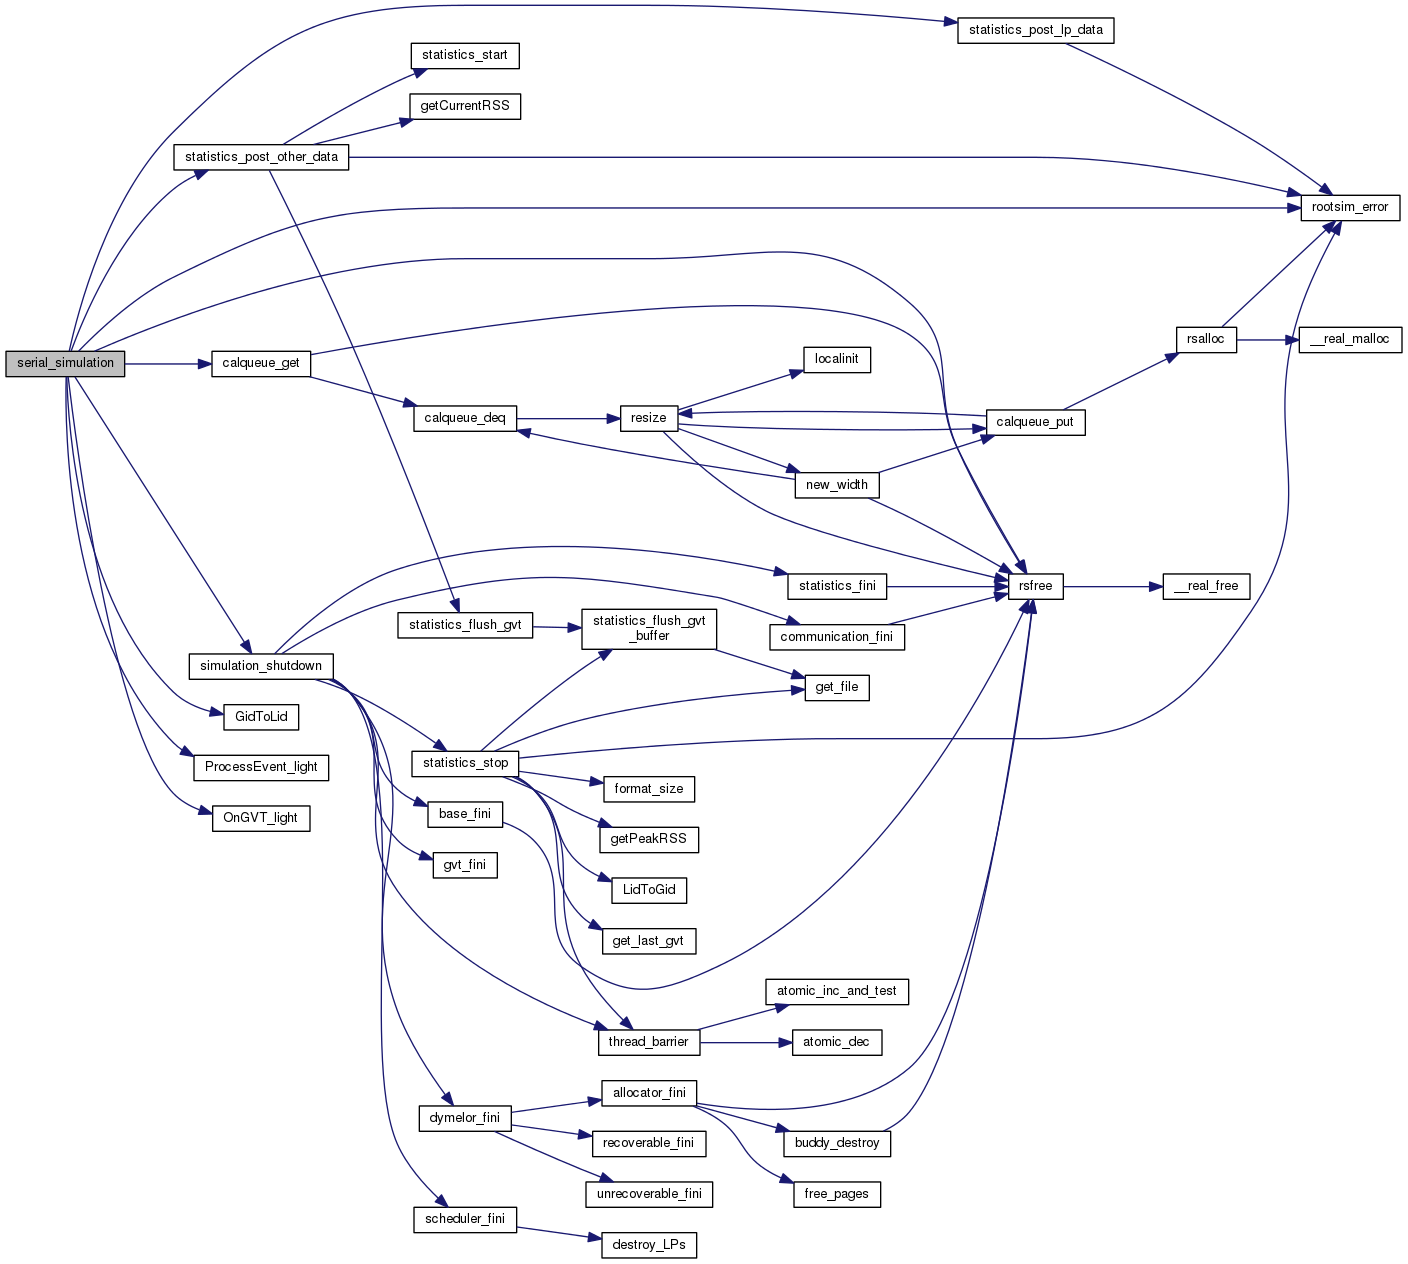 statistics_post_lp_data
statistics_start
getCurrentRSS
statistics_post_other_data
rootsim_error
rsalloc
__real_malloc
serial_simulation
calqueue_get
localinit
calqueue_deq
resize
calqueue_put
new_width
statistics_fini
rsfree
__real_free
statistics_flush_gvt
statistics_flush_gvt
_buffer
communication_fini
simulation_shutdown
get_file
GidToLid
statistics_stop
ProcessEvent_light
format_size
base_fini
OnGVT_light
getPeakRSS
gvt_fini
LidToGid
get_last_gvt
atomic_inc_and_test
thread_barrier
atomic_dec
allocator_fini
dymelor_fini
recoverable_fini
buddy_destroy
unrecoverable_fini
free_pages
scheduler_fini
destroy_LPs